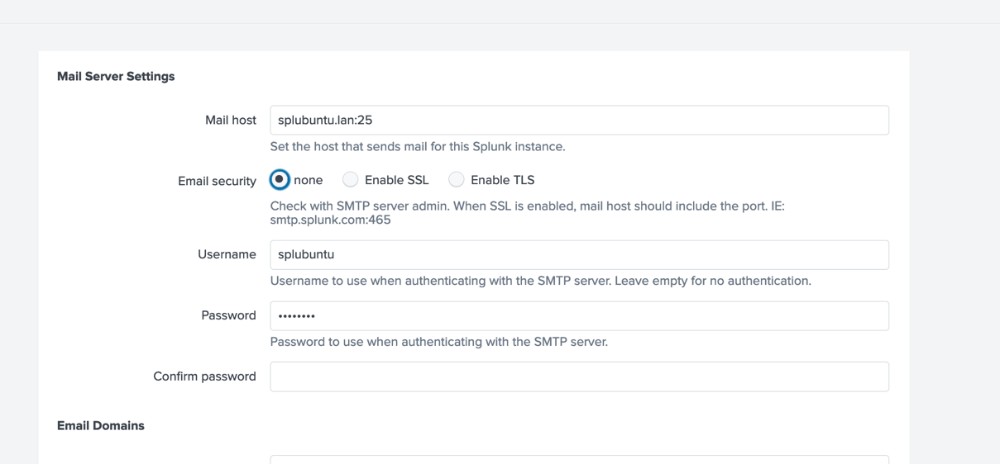 Mail Server Settings
Mail host
splubuntu.lan:25
Set the host that sends mail for this Splunk instance.
Email security
none
Enable SSL
Enable TLS
Check with SMTP server admin. When SSL is enabled, mail host should include the port. IE:
smtp.splunk.com:465
Username
splubuntu
Username to use when authenticating with the SMTP server. Leave empty for no authentication.
Password
••••••••
Password to use when authenticating with the SMTP server.
Confirm password
Email Domains